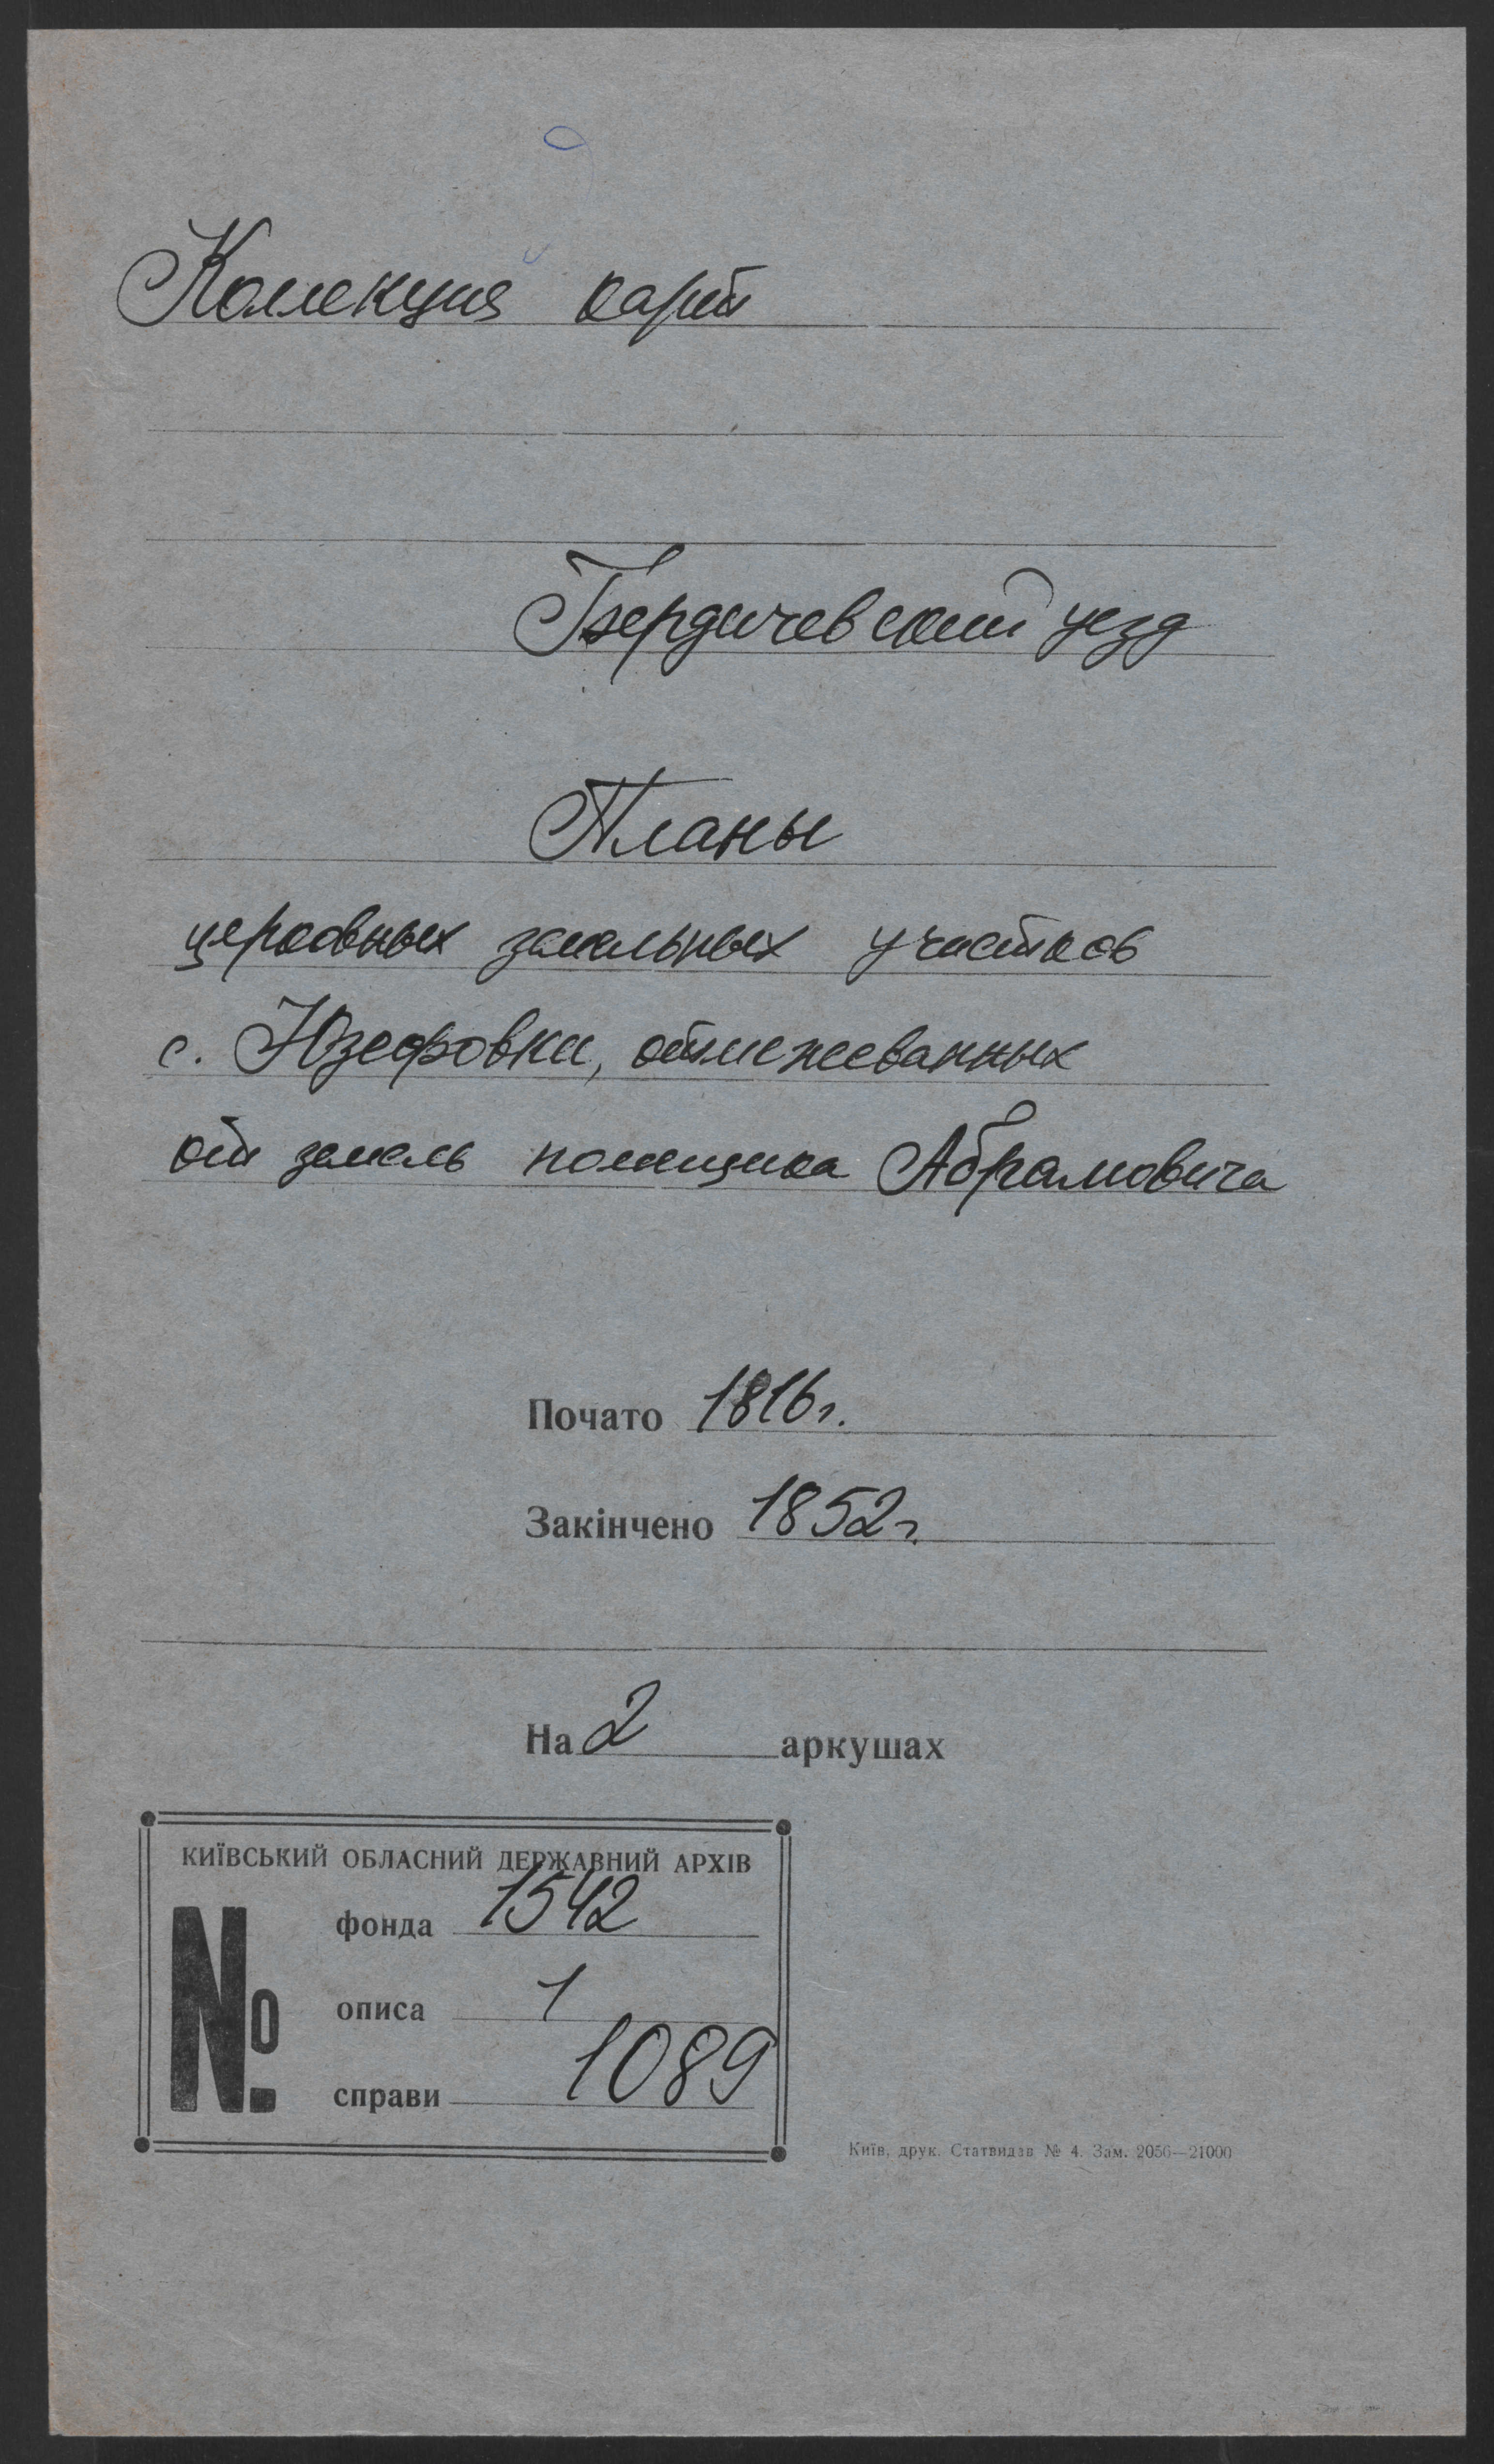 Коллекция карт
Бердичевский уезд
Планы
церковных земельных участков
с. Юзефовки, отмежеванных
от земель помещика Абрамовича
Почато 1816 г.
Закінчено 1852 г.
На 2 аркушах
КИЇВСЬКИЙ ОБЛАСНИЙ ДЕРЖАВНИЙ АРХІВ
№
фонда 1542
описа 1
справи 1089
Київ, друк. Статвидав № 4. Зам. 2056—21000